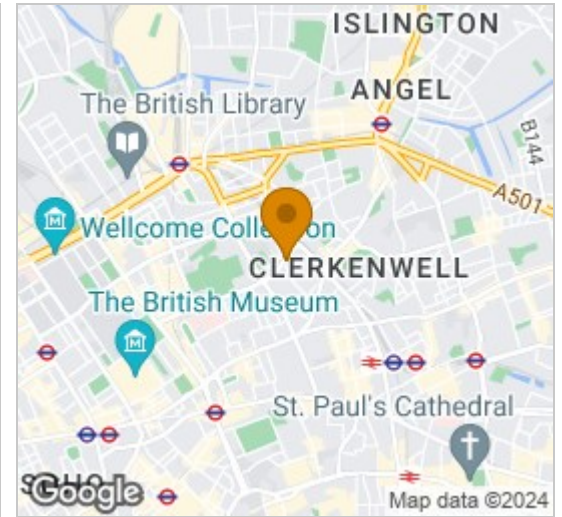 ISLINGTON
ANGEL
The British Library
B144
A501
Wellcome Collection
CLERKENWELL
The British Museum
St. Paul's Cathedral
Google
Map data ©2024